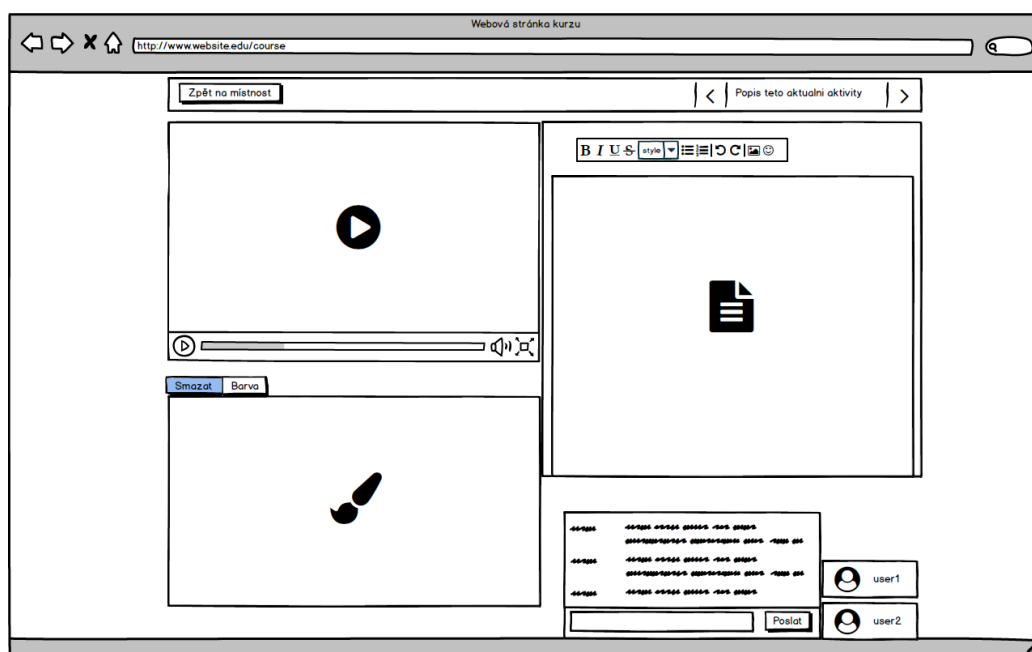 Webová stránka kurzu
http://www.website.edu/course
Zpět na místnost
Popis teto aktualni aktivity
B I U S style
Smazat Barva
user1
Poslat
user2